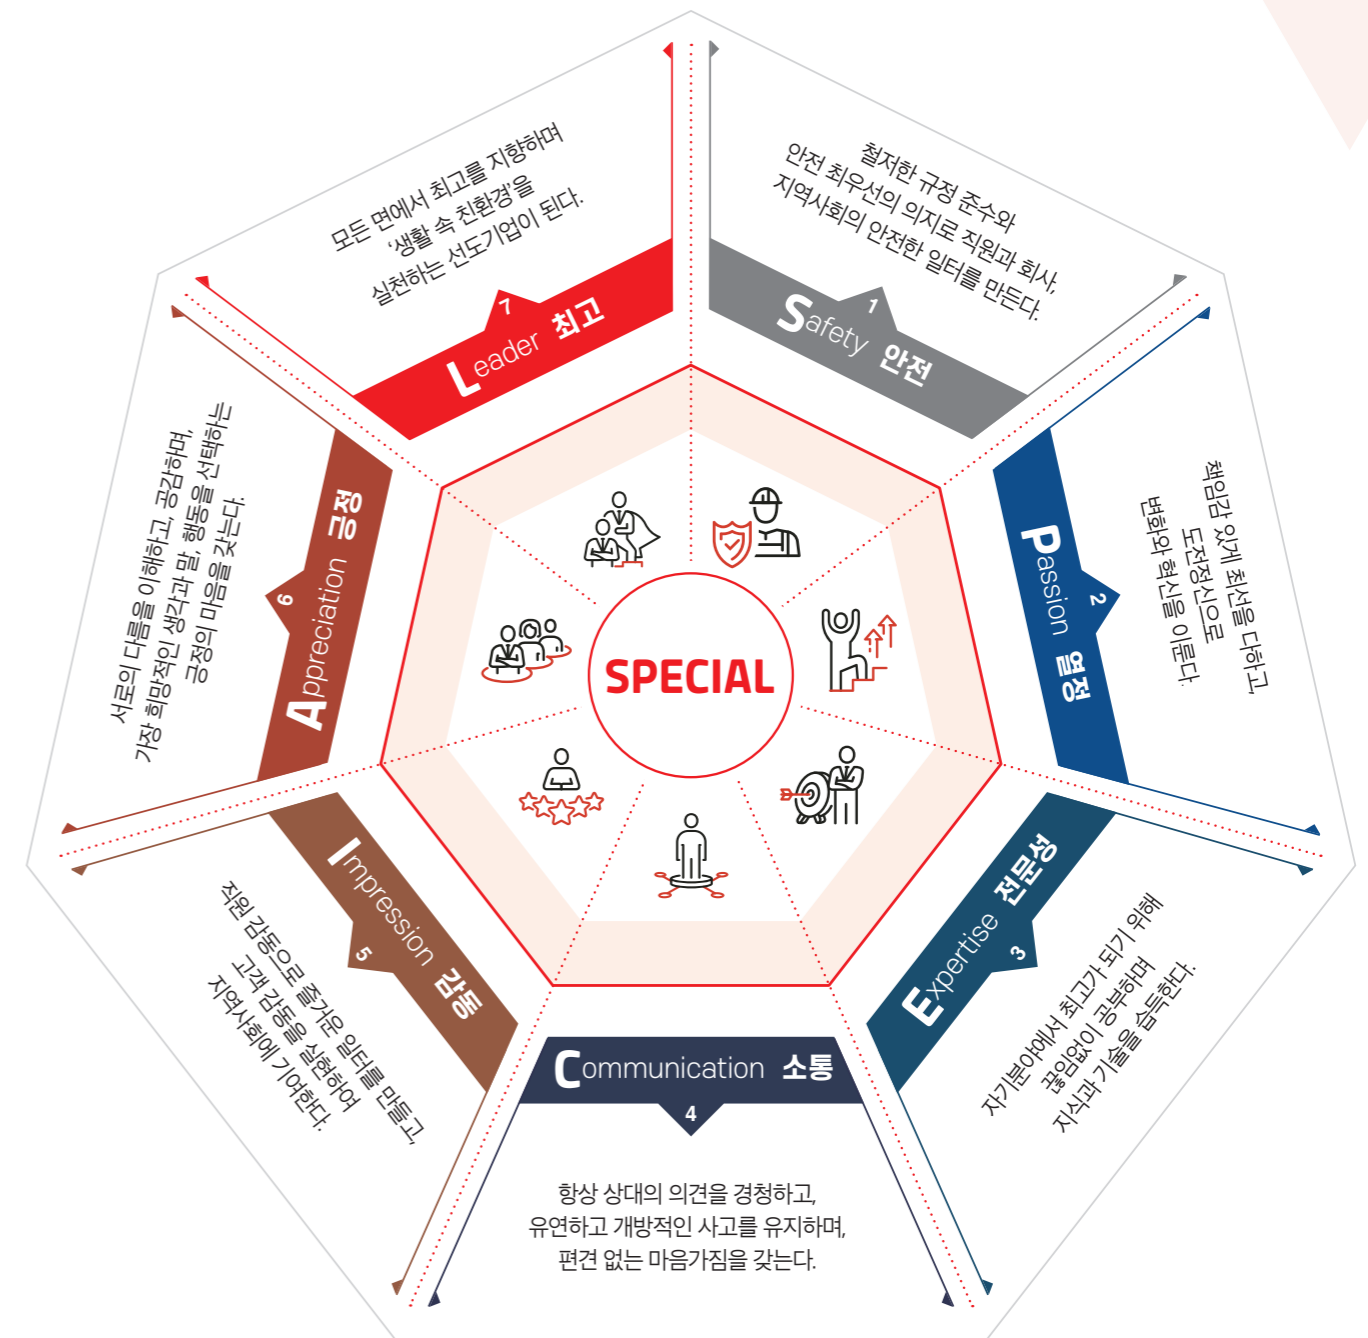 SPECIAL
1
Safety 안전
철저한 규정 준수와
안전 최우선의 의지로 직원과 회사,
지역사회의 안전한 일터를 만든다.
2
Passion 열정
책임감 있게 최선을 다하고,
도전정신으로
변화와 혁신을 이룬다.
3
Expertise 전문성
자기분야에서 최고가 되기 위해
끊임없이 공부하며
지식과 기술을 습득한다.
Communication 소통
4
항상 상대의 의견을 경청하고,
유연하고 개방적인 사고를 유지하며,
편견 없는 마음가짐을 갖는다.
5
Impression 감동
직원 감동으로 즐거운 일터를 만들고,
고객 감동을 실현하여
지역사회에 기여한다.
6
Appreciation 긍정
서로의 다름을 이해하고, 공감하며,
가장 희망적인 생각과 말, 행동을 선택하는
긍정의 마음을 갖는다.
7
Leader 최고
모든 면에서 최고를 지향하며
‘생활 속 친환경’을
실천하는 선도기업이 된다.